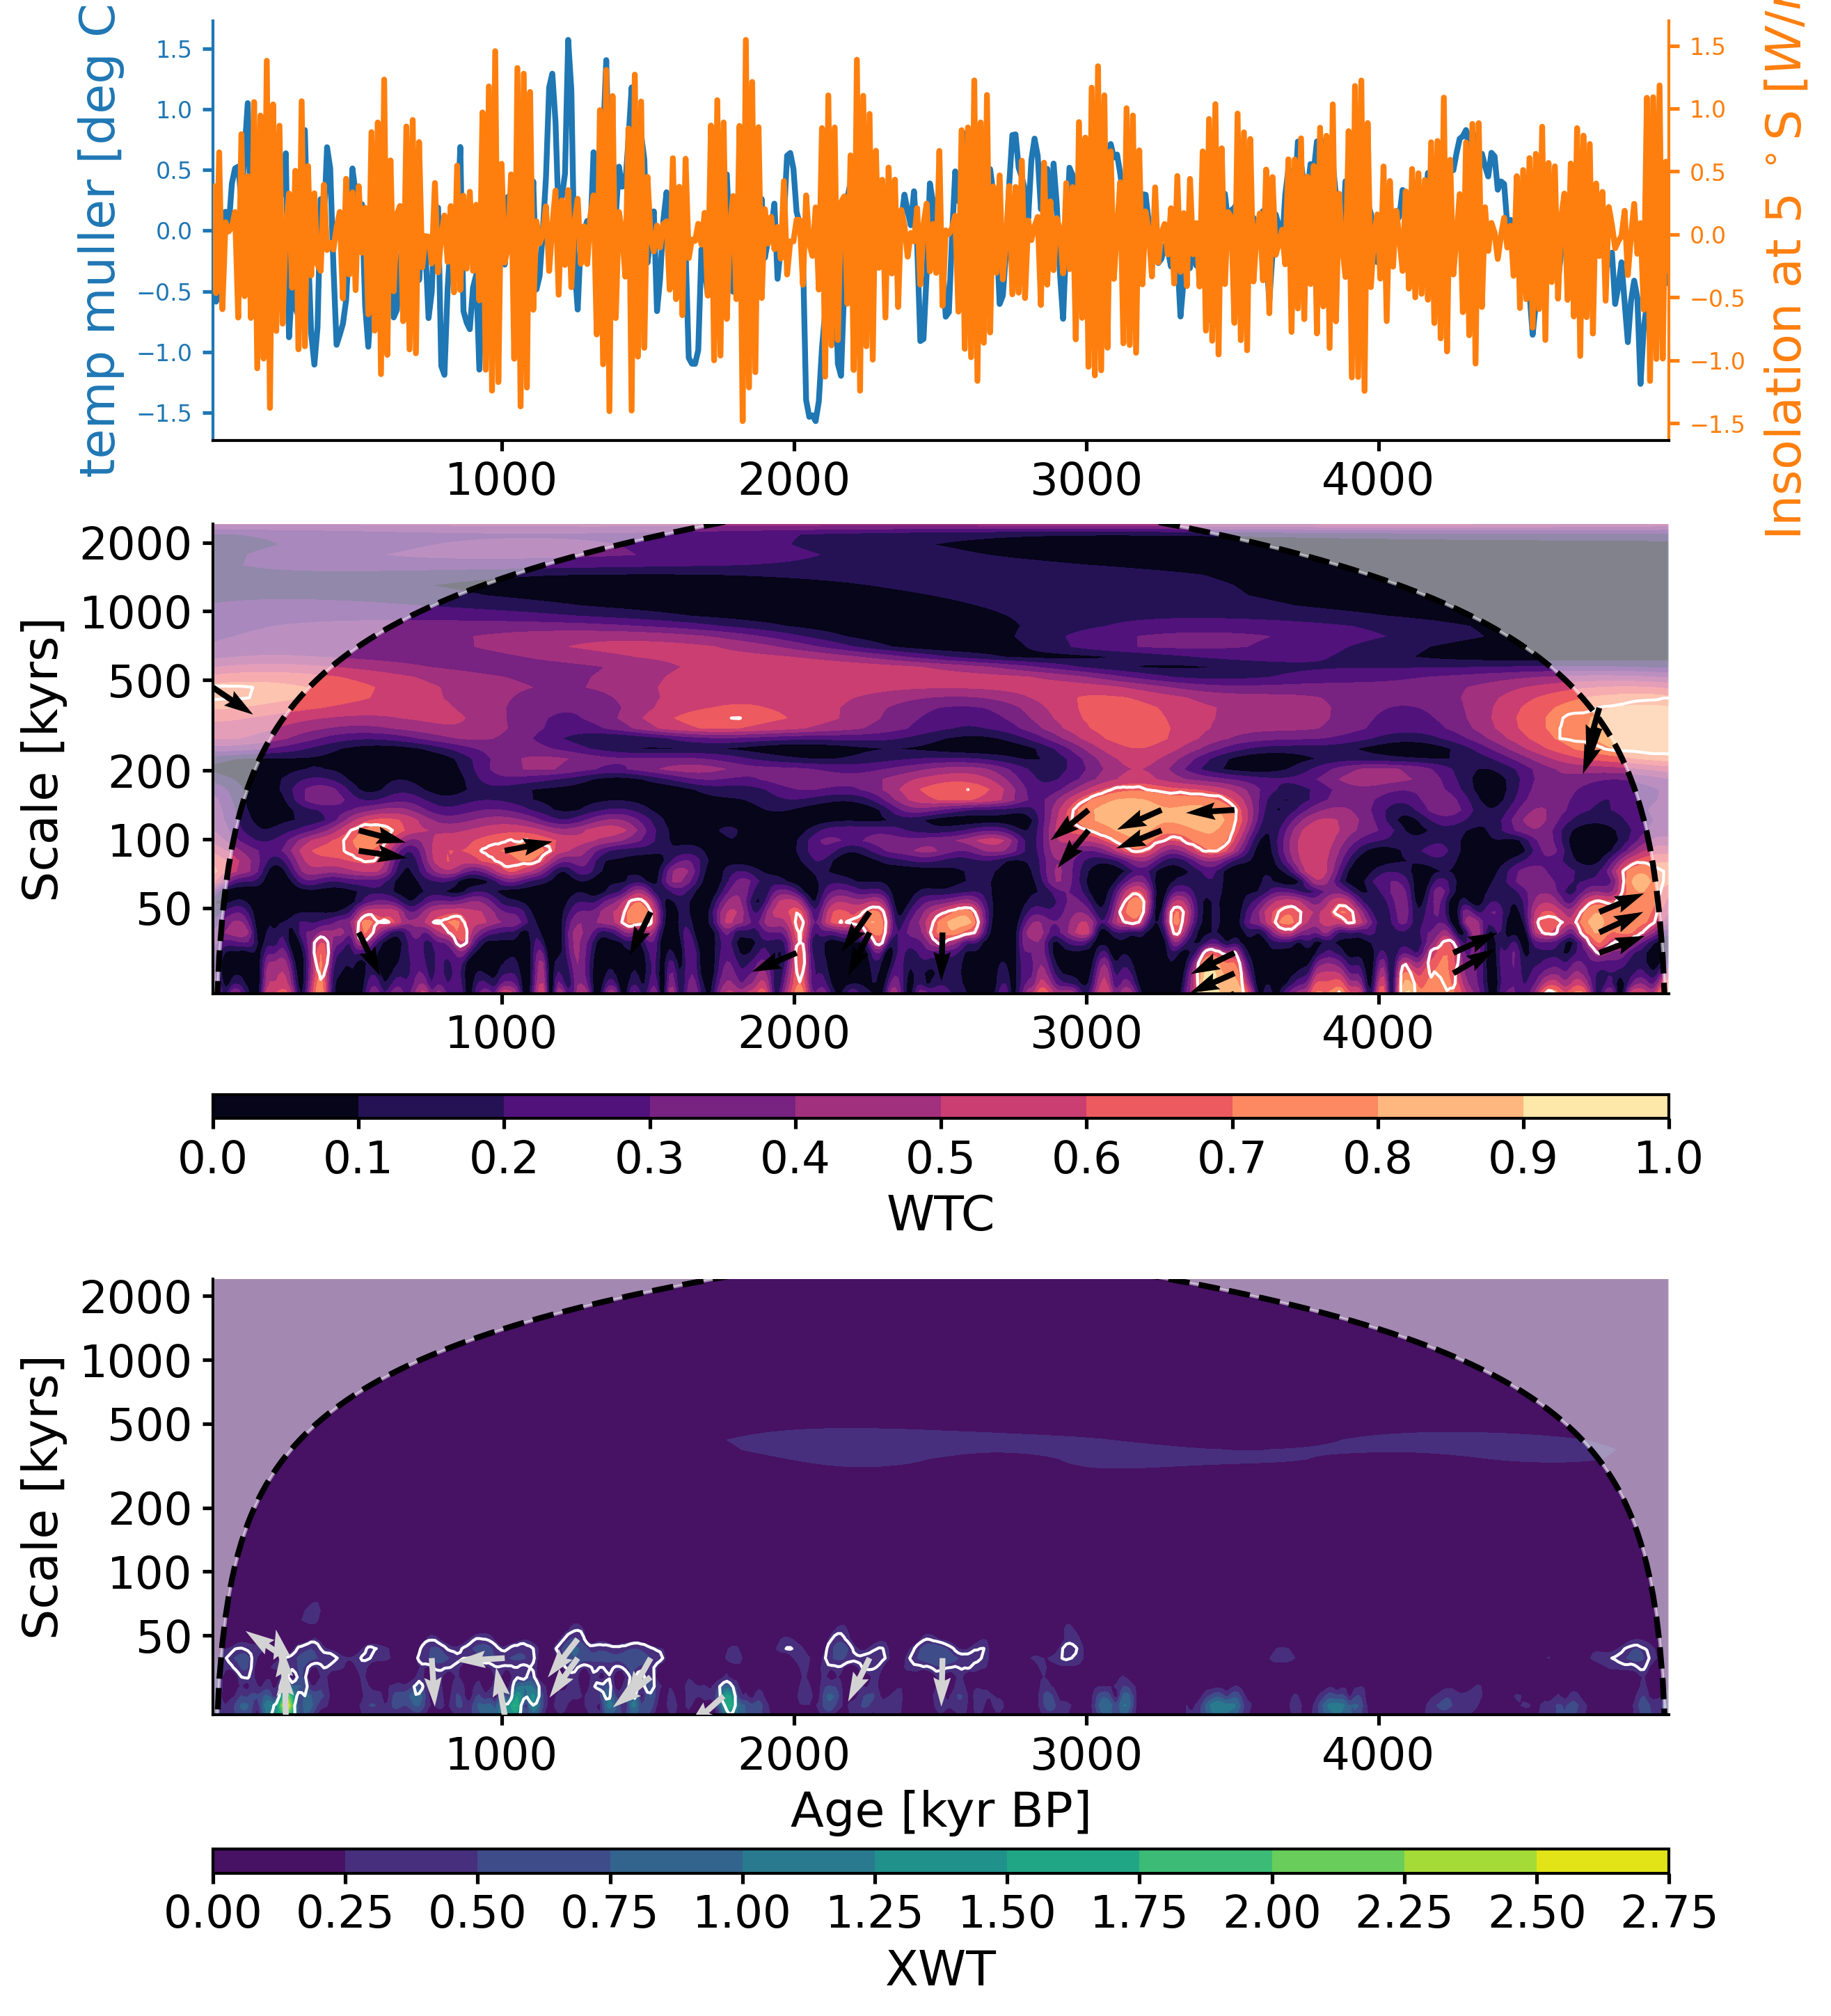 temp muller [deg C
1.5
1.0
0.5
0.0
−0.5
−1.0
−1.5
1.5
1.0
0.5
0.0
−0.5
−1.0
−1.5
Insolation at 5 °S [W/
1000 2000 3000 4000
Scale [kyrs]
2000
1000
500
200
100
50
1000 2000 3000 4000
0.0 0.1 0.2 0.3 0.4 0.5 0.6 0.7 0.8 0.9 1.0
WTC
Scale [kyrs]
2000
1000
500
200
100
50
1000 2000 3000 4000
Age [kyr BP]
0.00 0.25 0.50 0.75 1.00 1.25 1.50 1.75 2.00 2.25 2.50 2.75
XWT